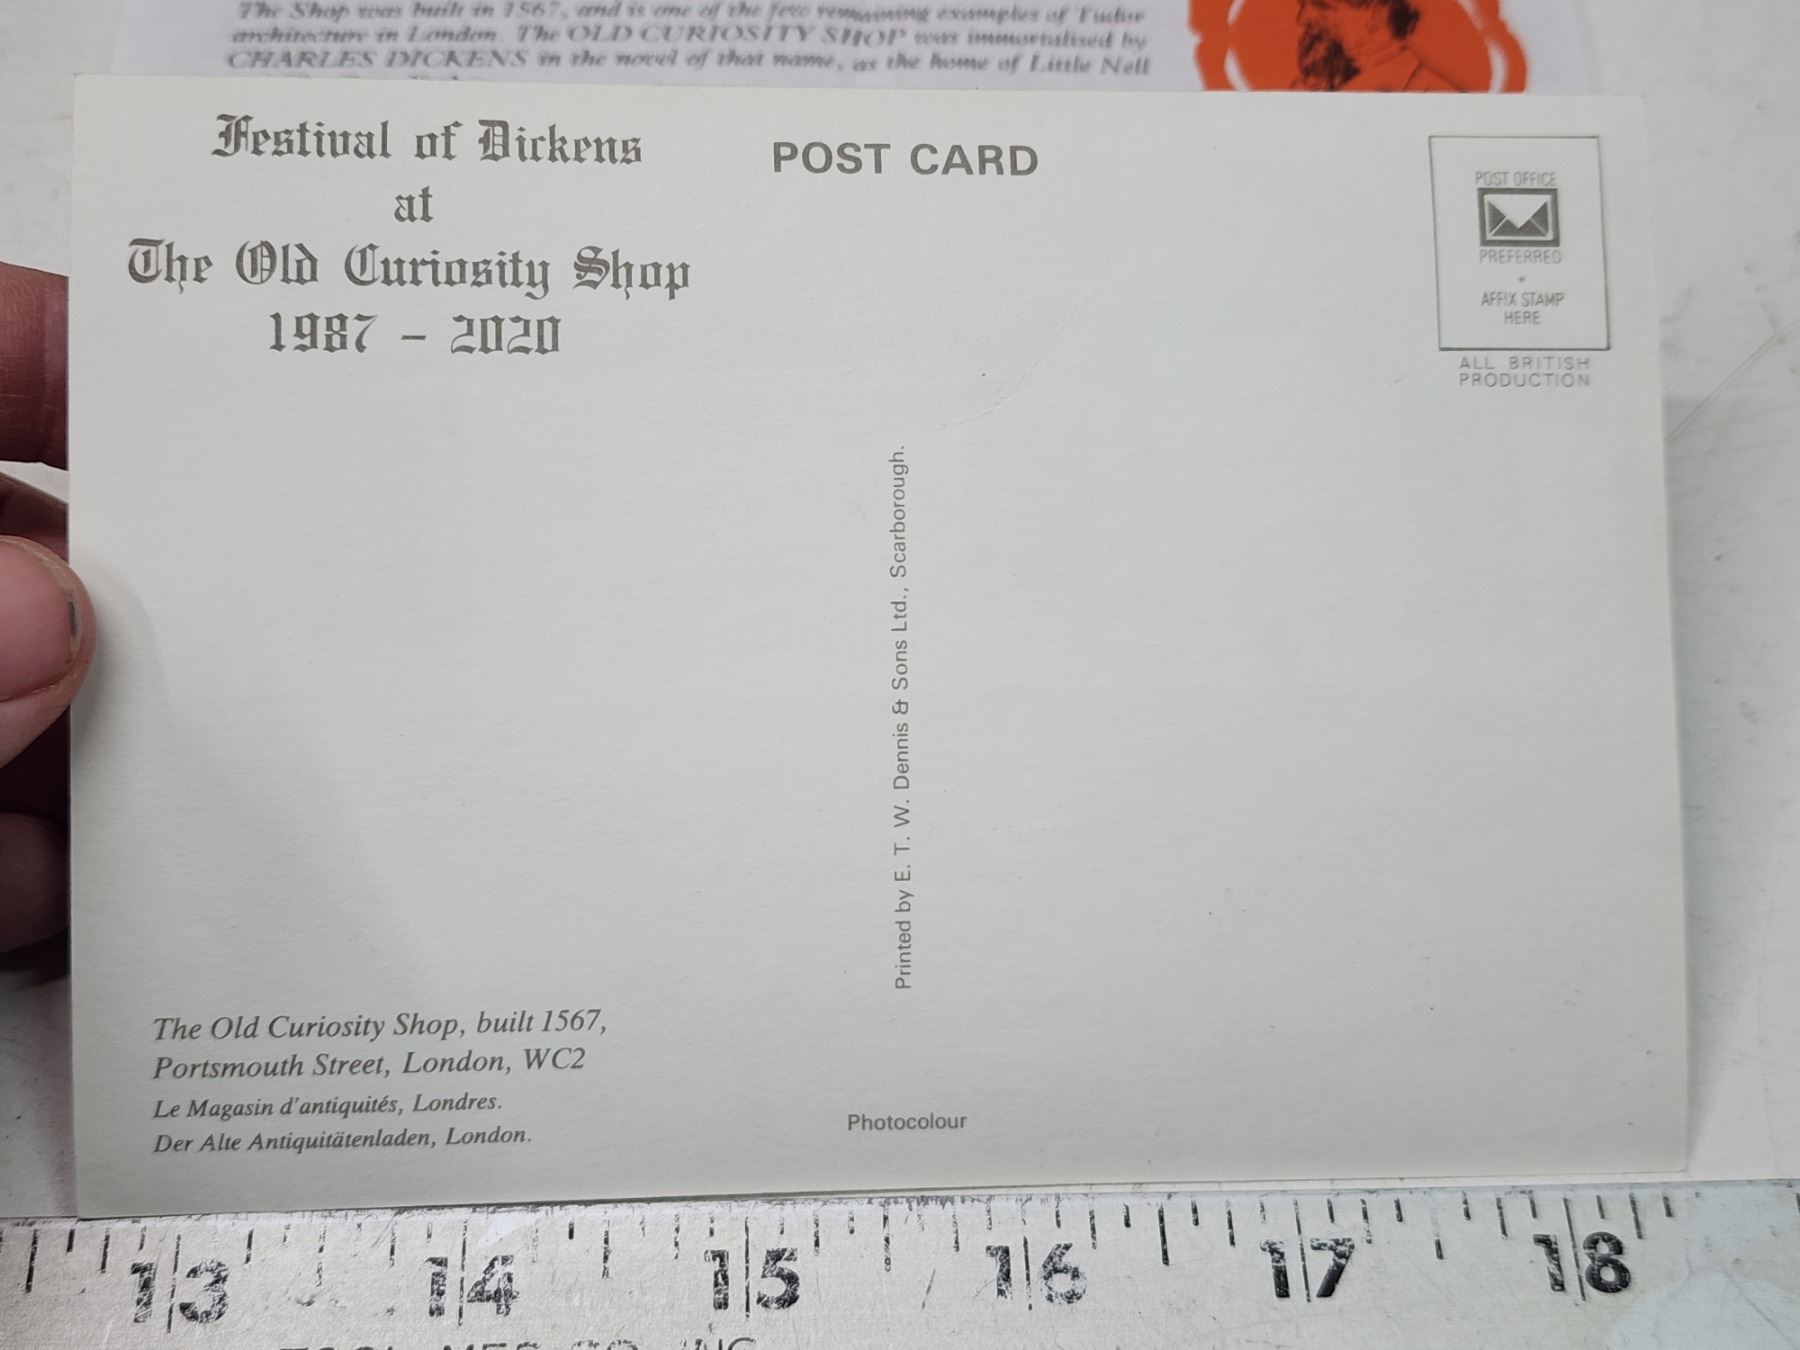 The Shop was built in 1567, and is one of the few remaining examples of Tudor
architecture in London. The OLD CURIOSITY SHOP was immortalised by
CHARLES DICKENS in the novel of that name, as the home of Little Nell
Festival of Dickens
at
The Old Curiosity Shop
1987 - 2020
POST CARD
POST OFFICE
PREFERRED
AFFIX STAMP
HERE
ALL BRITISH
PRODUCTION
Printed by E. T. W. Dennis & Sons Ltd., Scarborough.
The Old Curiosity Shop, built 1567,
Portsmouth Street, London, WC2
Le Magasin d'antiquités, Londres.
Der Alte Antiquitätenladen, London.
Photocolour
13 14 15 16 17 18